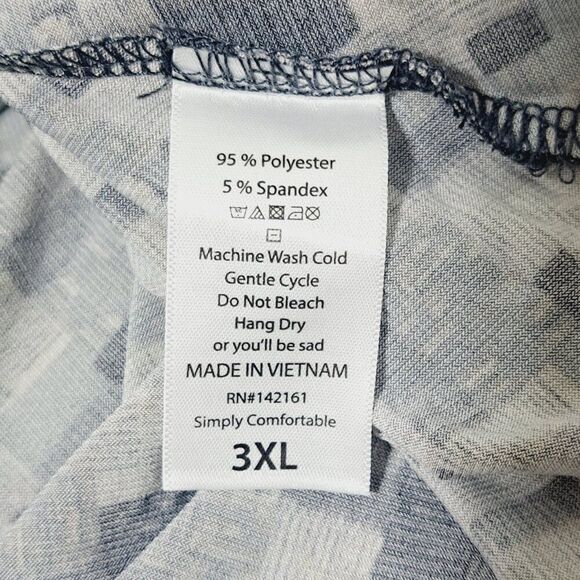 95 % Polyester
5 % Spandex
Machine Wash Cold
Gentle Cycle
Do Not Bleach
Hang Dry
or you'll be sad
MADE IN VIETNAM
RN#142161
Simply Comfortable
3XL